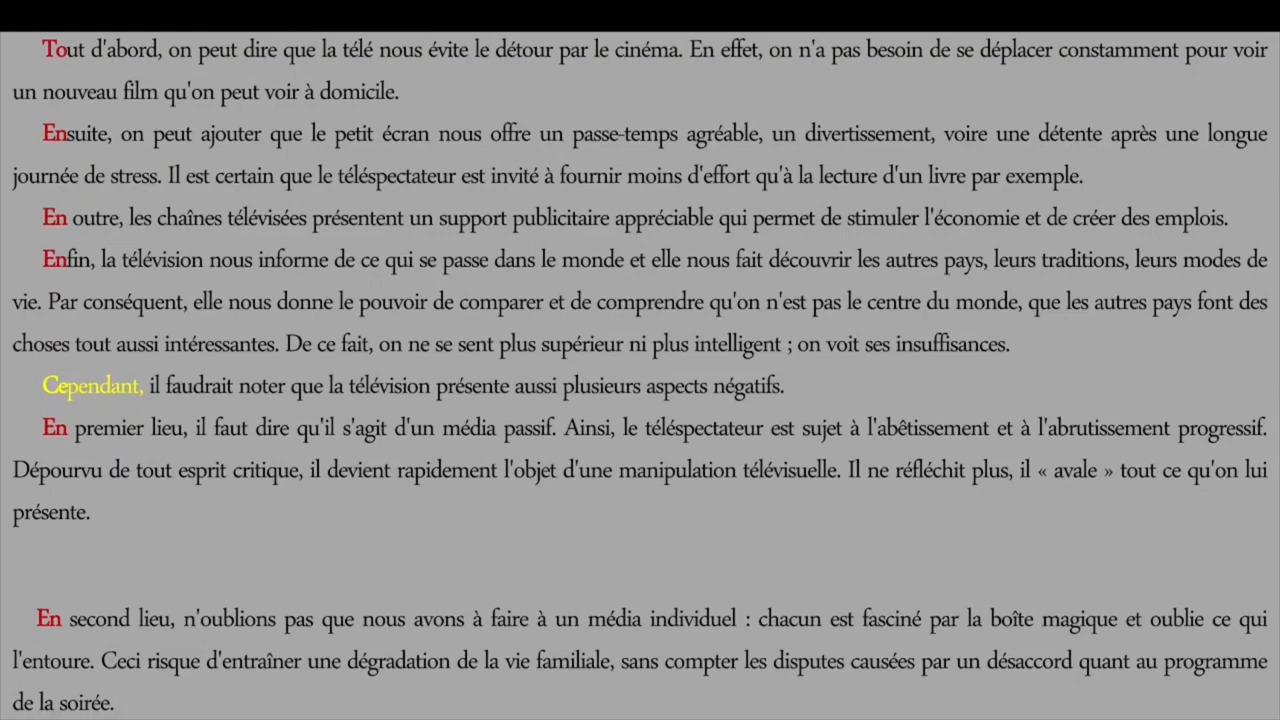 Tout d'abord, on peut dire que la télé nous évite le détour par le cinéma. En effet, on n'a pas besoin de se déplacer constamment pour voir
un nouveau film qu'on peut voir à domicile.
Ensuite, on peut ajouter que le petit écran nous offre un passe-temps agréable, un divertissement, voire une détente après une longue
journée de stress. Il est certain que le téléspectateur est invité à fournir moins d'effort qu'à la lecture d'un livre par exemple.
En outre, les chaînes télévisées présentent un support publicitaire appréciable qui permet de stimuler l'économie et de créer des emplois.
Enfin, la télévision nous informe de ce qui se passe dans le monde et elle nous fait découvrir les autres pays, leurs traditions, leurs modes de
vie. Par conséquent, elle nous donne le pouvoir de comparer et de comprendre qu'on n'est pas le centre du monde, que les autres pays font des
choses tout aussi intéressantes. De ce fait, on ne se sent plus supérieur ni plus intelligent ; on voit ses insuffisances.
Cependant, il faudrait noter que la télévision présente aussi plusieurs aspects négatifs.
En premier lieu, il faut dire qu'il s'agit d'un média passif. Ainsi, le téléspectateur est sujet à l'abêtissement et à l'abrutissement progressif.
Dépourvu de tout esprit critique, il devient rapidement l'objet d'une manipulation télévisuelle. Il ne réfléchit plus, il « avale » tout ce qu'on lui
présente.
En second lieu, n'oublions pas que nous avons à faire à un média individuel : chacun est fasciné par la boîte magique et oublie ce qui
l'entoure. Ceci risque d'entraîner une dégradation de la vie familiale, sans compter les disputes causées par un désaccord quant au programme
de la soirée.